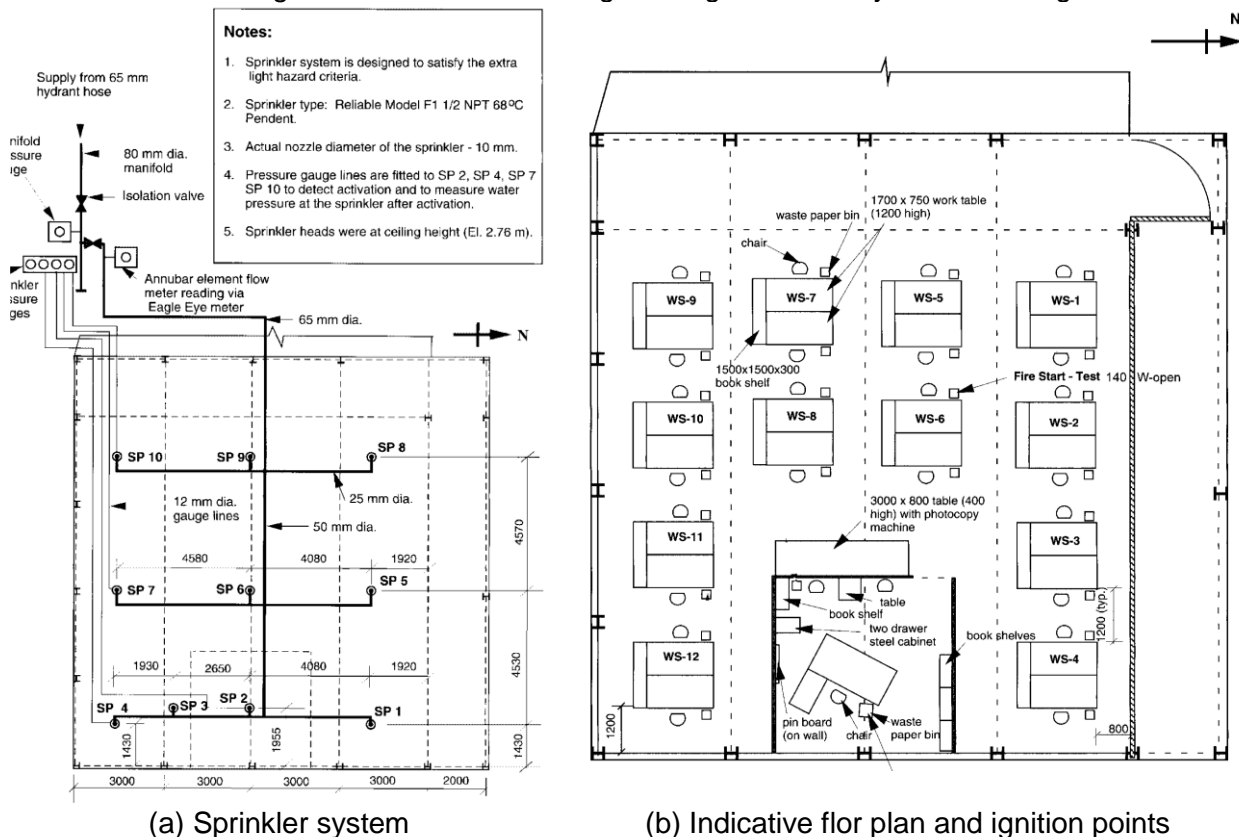 Notes:
1. Sprinkler system is designed to satisfy the extra
light hazard criteria.
2. Sprinkler type: Reliable Model F1 1/2 NPT 68ºC
Pendent.
3. Actual nozzle diameter of the sprinkler - 10 mm.
4. Pressure gauge lines are fitted to SP 2, SP 4, SP 7
SP 10 to detect activation and to measure water
pressure at the sprinkler after activation.
5. Sprinkler heads were at ceiling height (El. 2.76 m).
Supply from 65 mm
hydrant hose
80 mm dia.
manifold
Isolation valve
Annubar element flow
meter reading via
Eagle Eye meter
65 mm dia.
N
SP 10
SP 9
SP 8
12 mm dia.
gauge lines
25 mm dia.
50 mm dia.
4570
4580
4080
1920
SP 7
SP 6
SP 5
1930
2650
4080
1920
4530
SP 4
SP 3
SP 2
SP 1
1430
1955
1430
3000
3000
3000
3000
2000
(a) Sprinkler system
N
1700 x 750 work table
(1200 high)
waste paper bin
chair
WS-9
WS-7
WS-5
WS-1
1500x1500x300
book shelf
Fire Start - Test 140 W-open
WS-10
WS-8
WS-6
WS-2
3000 x 800 table (400
high) with photocopy
machine
WS-11
WS-3
table
book shelf
two drawer
steel cabinet
book shelves
1200 (typ.)
WS-12
WS-4
1200
pin board
(on wall)
chair
waste
paper bin
800
(b) Indicative flor plan and ignition points